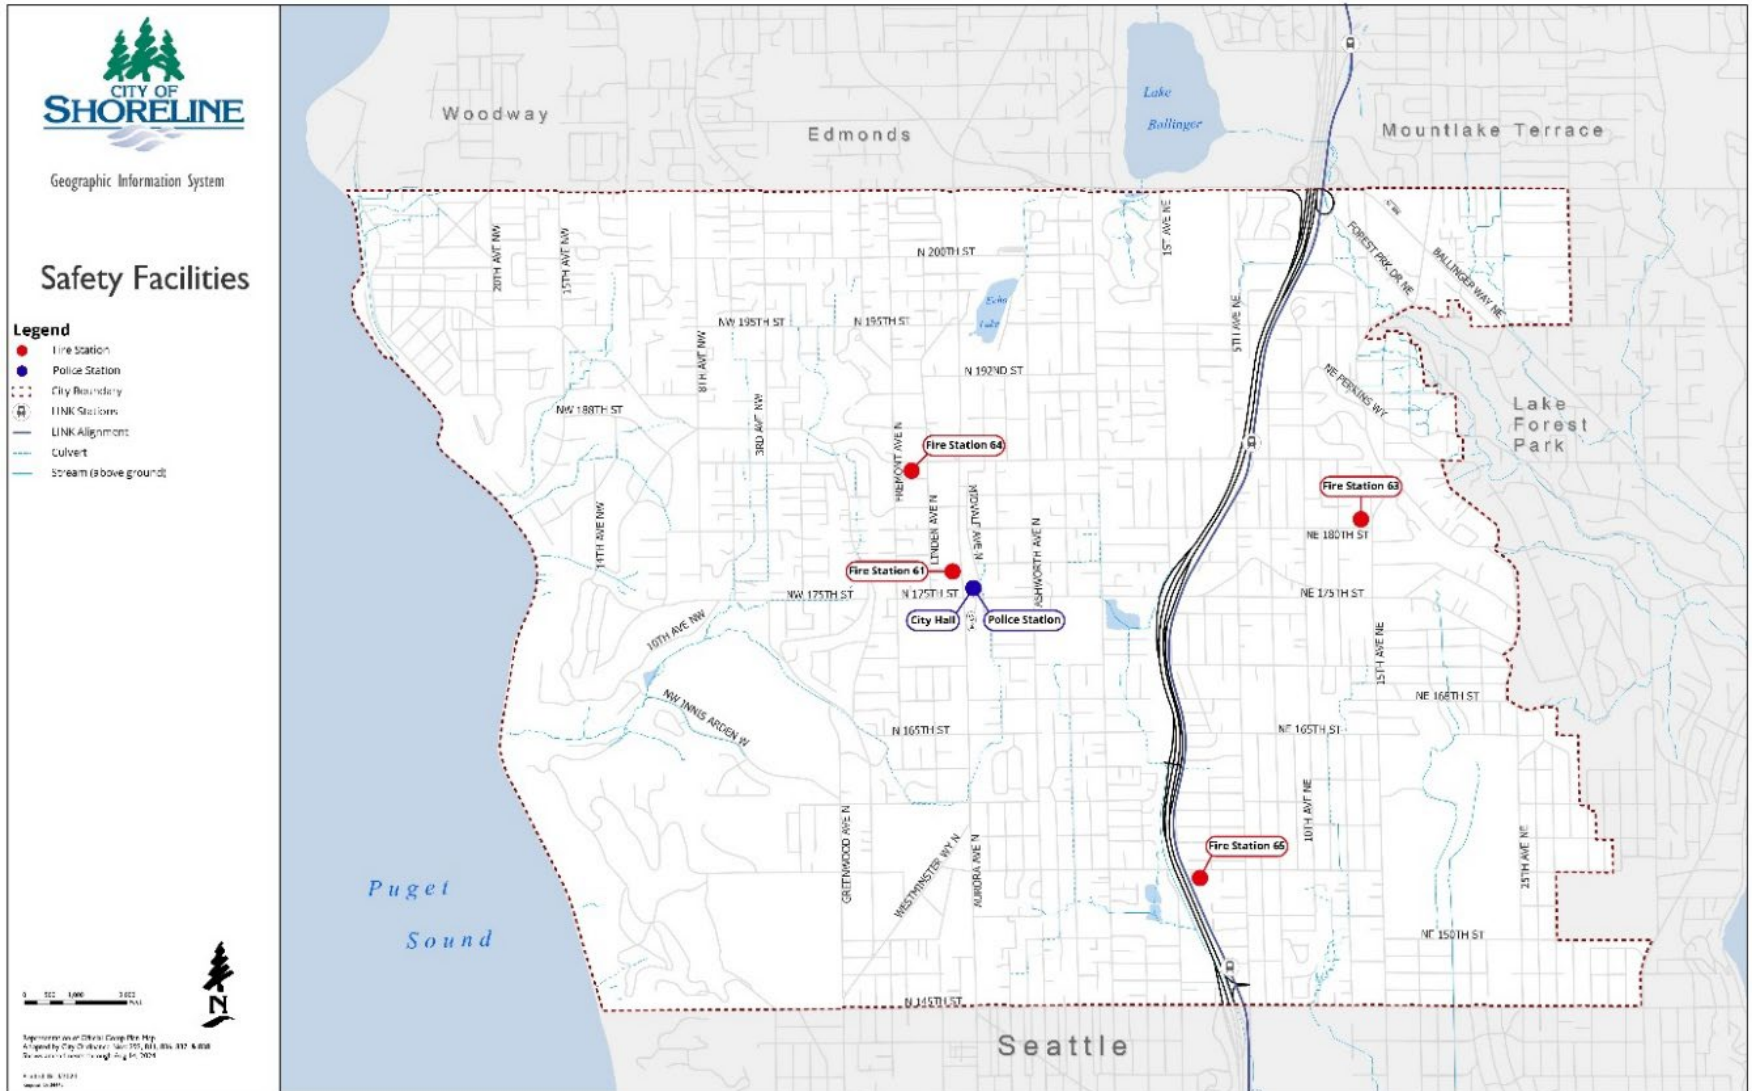 CITY OF
SHORELINE
Geographic Information System
Safety Facilities
Legend
Fire Station
Police Station
City Boundary
LINK Stations
LINK Alignment
Culvert
Stream (above ground)
N
Woodway
Edmonds
Lake
Ballinger
Mountlake Terrace
20TH AVE NW
15TH AVE NW
N 200TH ST
1ST AVE NE
FOREST PRK DR NE
BALLINGER WAY NE
Echo
Lake
NW 195TH ST
N 195TH ST
5TH AVE NE
8TH AVE NW
N 192ND ST
NE PERKINS WY
NW 188TH ST
3RD AVE NW
Lake
Forest
Park
FREMONT AVE N
Fire Station 64
Fire Station 63
14TH AVE NW
LINDEN AVE N
MIDVALE AVE N
ASHWORTH AVE N
NE 180TH ST
Fire Station 61
NW 175TH ST
N 175TH ST
NE 175TH ST
City Hall
Police Station
10TH AVE NW
15TH AVE NE
NW INNIS ARDEN W
NE 168TH ST
N 165TH ST
NE 165TH ST
10TH AVE NE
GREENWOOD AVE N
WESTMINSTER WY N
AURORA AVE N
Fire Station 65
25TH AVE NE
Puget
Sound
NE 150TH ST
N 145TH ST
Seattle